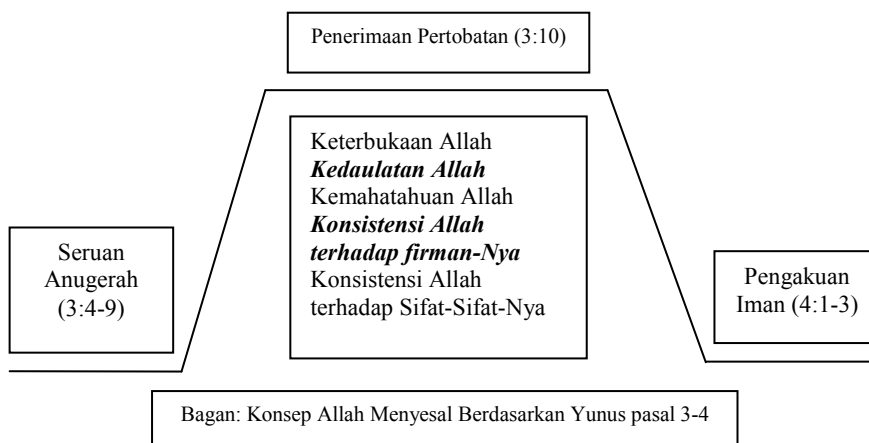 Penerimaan Pertobatan (3:10)
Keterbukaan Allah
Kedaulatan Allah
Kemahatahuan Allah
Konsistensi Allah
terhadap firman-Nya
Konsistensi Allah
terhadap Sifat-Sifat-Nya
Seruan
Anugerah
(3:4-9)
Pengakuan
Iman (4:1-3)
Bagan: Konsep Allah Menyesal Berdasarkan Yunus pasal 3-4